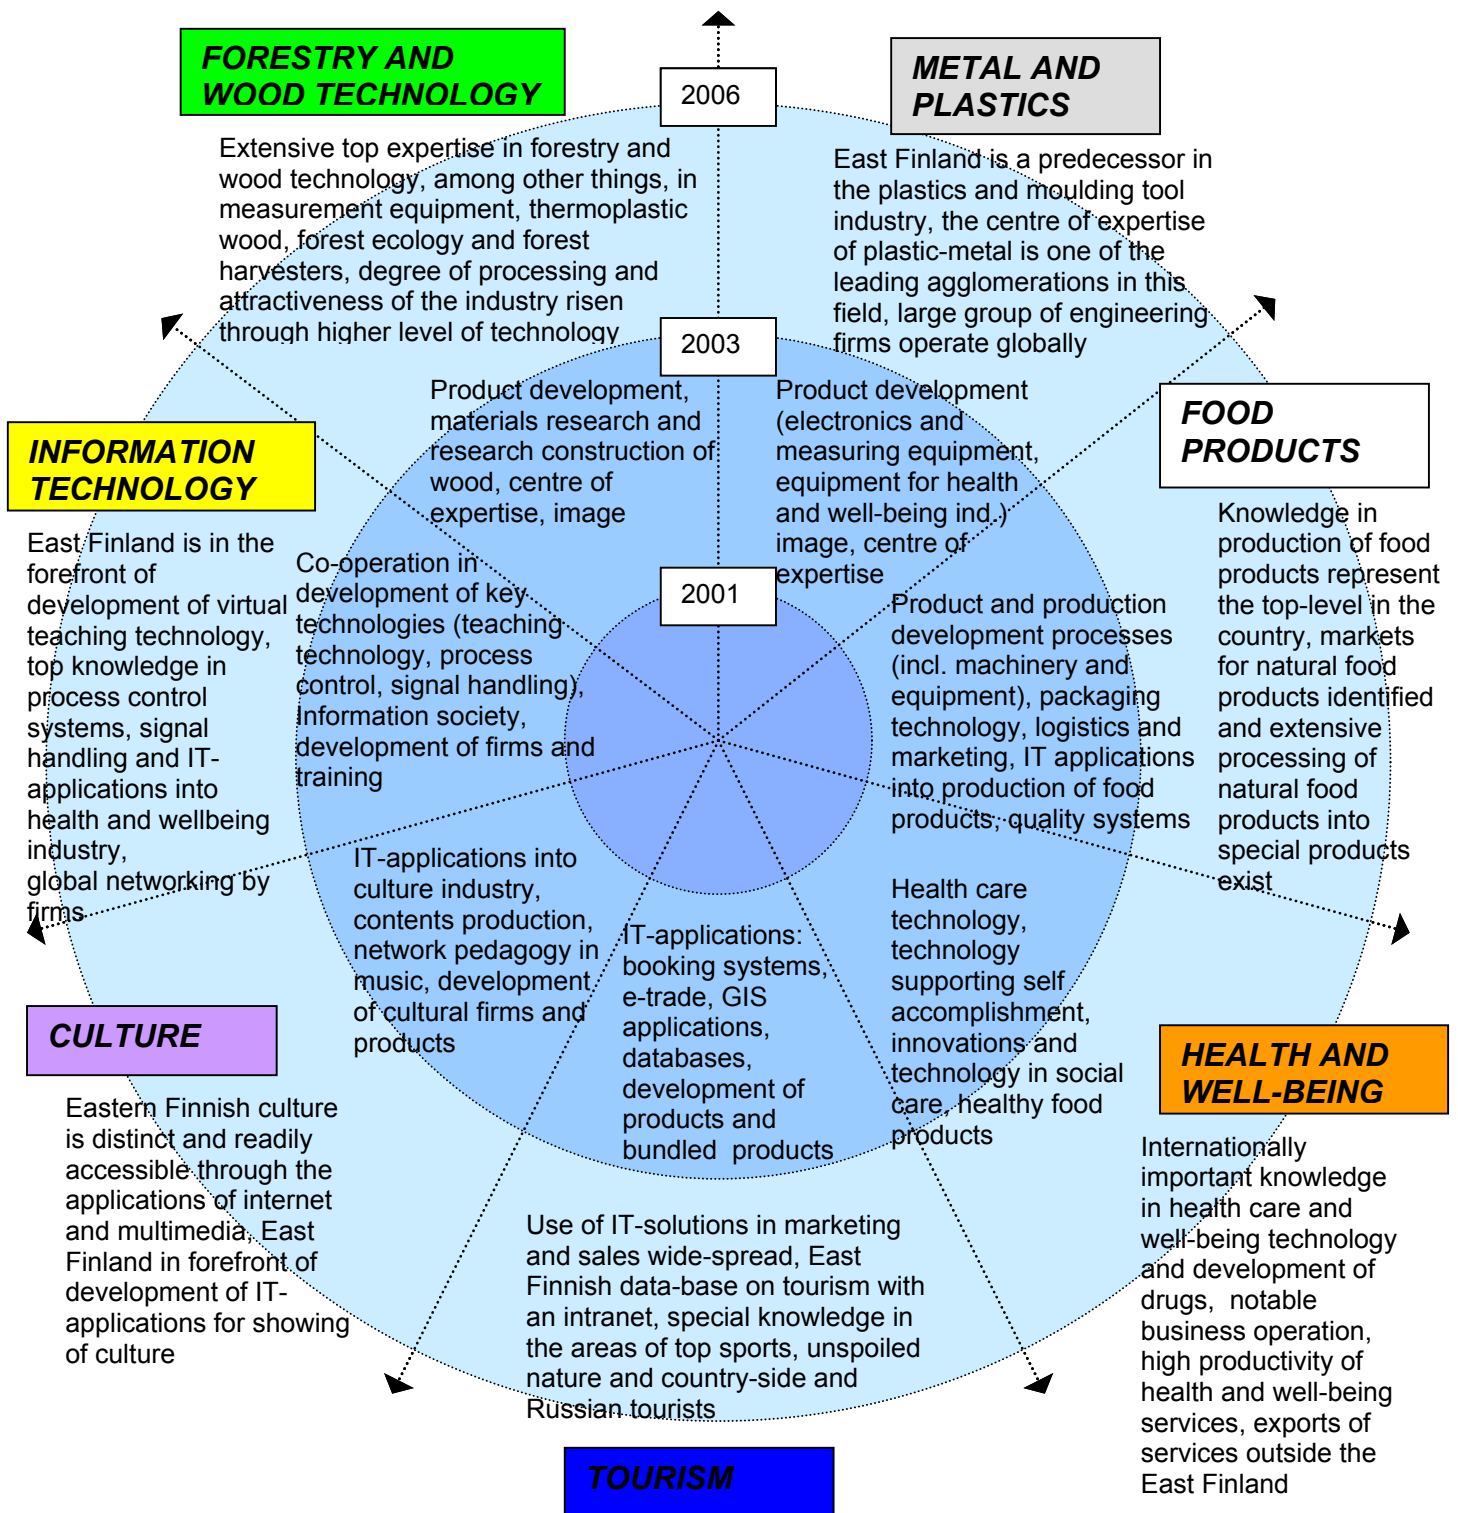 FORESTRY AND
WOOD TECHNOLOGY
2006
METAL AND
PLASTICS
Extensive top expertise in forestry and
wood technology, among other things, in
measurement equipment, thermoplastic
wood, forest ecology and forest
harvesters, degree of processing and
attractiveness of the industry risen
through higher level of technology
East Finland is a predecessor in
the plastics and moulding tool
industry, the centre of expertise
of plastic-metal is one of the
leading agglomerations in this
field, large group of engineering
firms operate globally
2003
Product development,
materials research and
research construction of
wood, centre of
expertise, image
Product development
(electronics and
measuring equipment,
equipment for health
and well-being ind.)
image, centre of
expertise
FOOD
PRODUCTS
INFORMATION
TECHNOLOGY
Knowledge in
production of food
products represent
the top-level in the
country, markets
for natural food
products identified
and extensive
processing of
natural food
products into
special products
exist
East Finland is in the
forefront of
development of virtual
teaching technology,
top knowledge in
process control
systems, signal
handling and IT-
applications into
health and wellbeing
industry,
global networking by
firms
Co-operation in
development of key
technologies (teaching
technology, process
control, signal handling),
Information society,
development of firms and
training
2001
Product and production
development processes
(incl. machinery and
equipment), packaging
technology, logistics and
marketing, IT applications
into production of food
products, quality systems
IT-applications into
culture industry,
contents production,
network pedagogy in
music, development
of cultural firms and
products
IT-applications:
booking systems,
e-trade, GIS
applications,
databases,
development of
products and
bundled  products
Health care
technology,
technology
supporting self
accomplishment,
innovations and
technology in social
care, healthy food
products
CULTURE
HEALTH AND
WELL-BEING
Eastern Finnish culture
is distinct and readily
accessible through the
applications of internet
and multimedia, East
Finland in forefront of
development of IT-
applications for showing
of culture
Internationally
important knowledge
in health care and
well-being technology
and development of
drugs,  notable
business operation,
high productivity of
health and well-being
services, exports of
services outside the
East Finland
Use of IT-solutions in marketing
and sales wide-spread, East
Finnish data-base on tourism with
an intranet, special knowledge in
the areas of top sports, unspoiled
nature and country-side and
Russian tourists
TOURISM